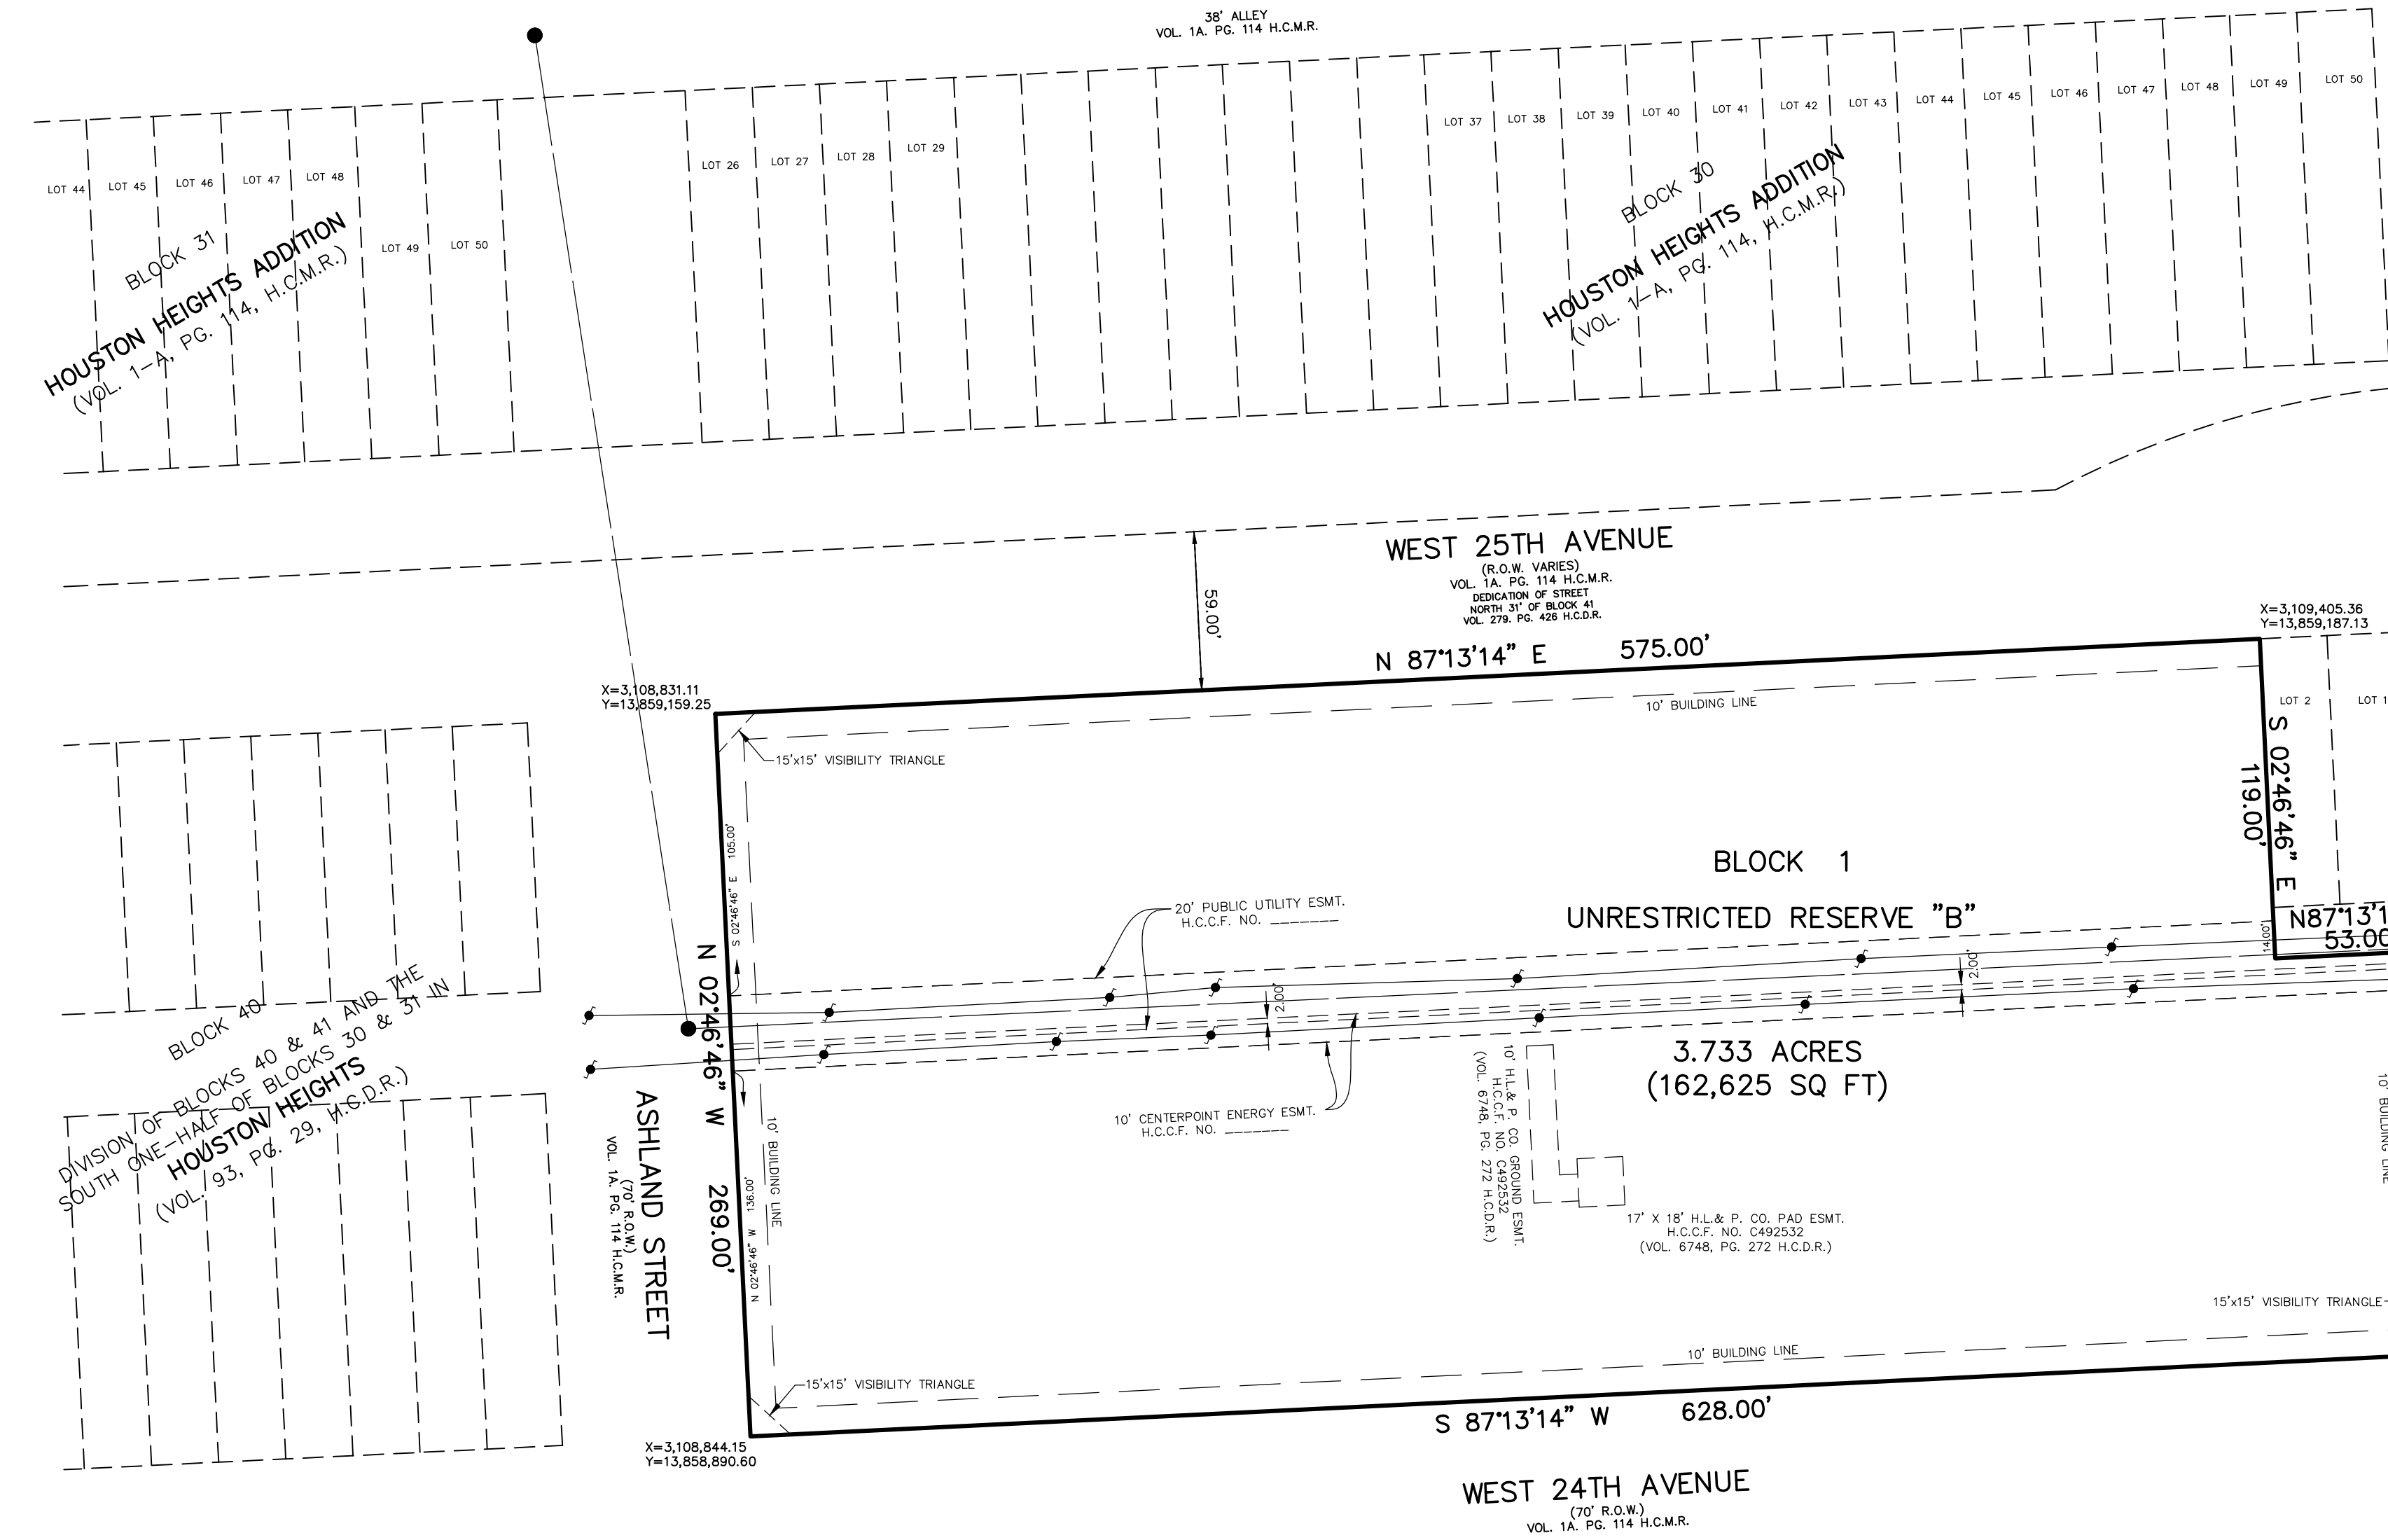 38' ALLEY
VOL. 1A. PG. 114 H.C.M.R.
LOT 44
LOT 45
LOT 46
LOT 47
LOT 48
LOT 49
LOT 50
BLOCK 31
HOUSTON HEIGHTS ADDITION
(VOL. 1-A, PG. 114, H.C.M.R.)
LOT 26
LOT 27
LOT 28
LOT 29
LOT 37
LOT 38
LOT 39
LOT 40
LOT 41
LOT 42
LOT 43
LOT 44
LOT 45
LOT 46
LOT 47
LOT 48
LOT 49
LOT 50
BLOCK 30
HOUSTON HEIGHTS ADDITION
(VOL. 1-A, PG. 114, H.C.M.R.)
WEST 25TH AVENUE
(R.O.W. VARIES)
VOL. 1A. PG. 114 H.C.M.R.
DEDICATION OF STREET
NORTH 31' OF BLOCK 41
VOL. 279. PG. 426 H.C.D.R.
59.00'
N 87°13'14" E 575.00'
X=3,109,405.36
Y=13,859,187.13
X=3,108,831.11
Y=13,859,159.25
10' BUILDING LINE
LOT 2
LOT 1
15'x15' VISIBILITY TRIANGLE
S 02°46'46" E
119.00'
S 02°46'46" E 105.00'
BLOCK 1
UNRESTRICTED RESERVE "B"
20' PUBLIC UTILITY ESMT.
H.C.C.F. NO. _______
N87°13'1
53.00
14.00'
2.00'
2.00'
N 02°46'46" W 269.00'
3.733 ACRES
(162,625 SQ FT)
10' CENTERPOINT ENERGY ESMT.
H.C.C.F. NO. _______
10' H.L.& P. CO. GROUND ESMT.
H.C.C.F. NO. C492532
(VOL. 6748, PG. 272 H.C.D.R.)
17' X 18' H.L.& P. CO. PAD ESMT.
H.C.C.F. NO. C492532
(VOL. 6748, PG. 272 H.C.D.R.)
BLOCK 40
DIVISION OF BLOCKS 40 & 41 AND THE
SOUTH ONE-HALF OF BLOCKS 30 & 31 IN
HOUSTON HEIGHTS
(VOL. 93, PG. 29, H.C.D.R.)
ASHLAND STREET
(70' R.O.W.)
VOL. 1A. PG. 114 H.C.M.R.
10' BUILDING LINE
N 02°46'46" W 136.00'
10' BUILDING LINE
15'x15' VISIBILITY TRIANGLE
10' BUILDING LINE
15'x15' VISIBILITY TRIANGLE
S 87°13'14" W 628.00'
X=3,108,844.15
Y=13,858,890.60
WEST 24TH AVENUE
(70' R.O.W.)
VOL. 1A. PG. 114 H.C.M.R.